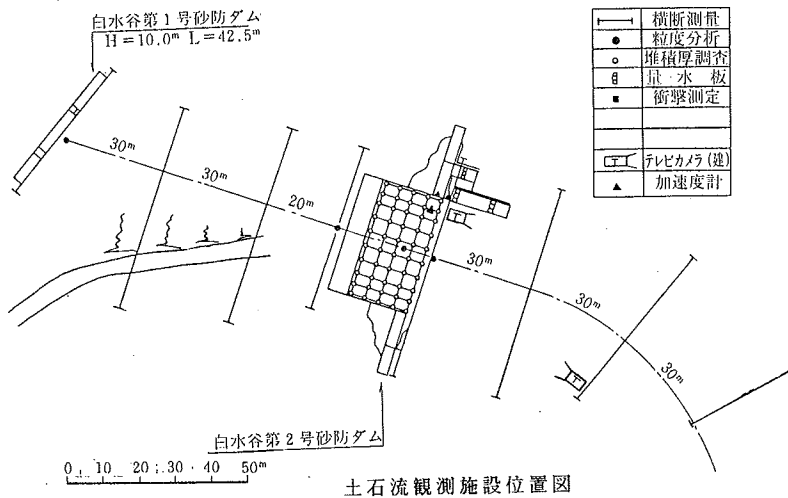 白水谷第1号砂防ダム
H=10.0m L=42.5m
横断測量
粒度分析
堆積厚調査
量水板
衝撃測定
テレビカメラ(建)
加速度計
30m
30m
20m
30m
30m
30m
T
T
T
白水谷第2号砂防ダム
0 10 20 30 40 50m
土石流観測施設位置図